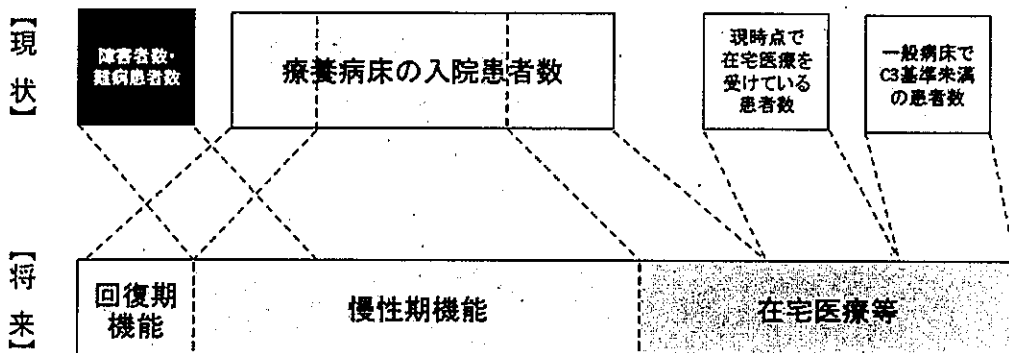 【現状】
障害者数・
難病患者数
療養病床の入院患者数
現時点で
在宅医療を
受けている
患者数
一般病床で
C3基準未満
の患者数
【将来】
回復期
機能
慢性期機能
在宅医療等